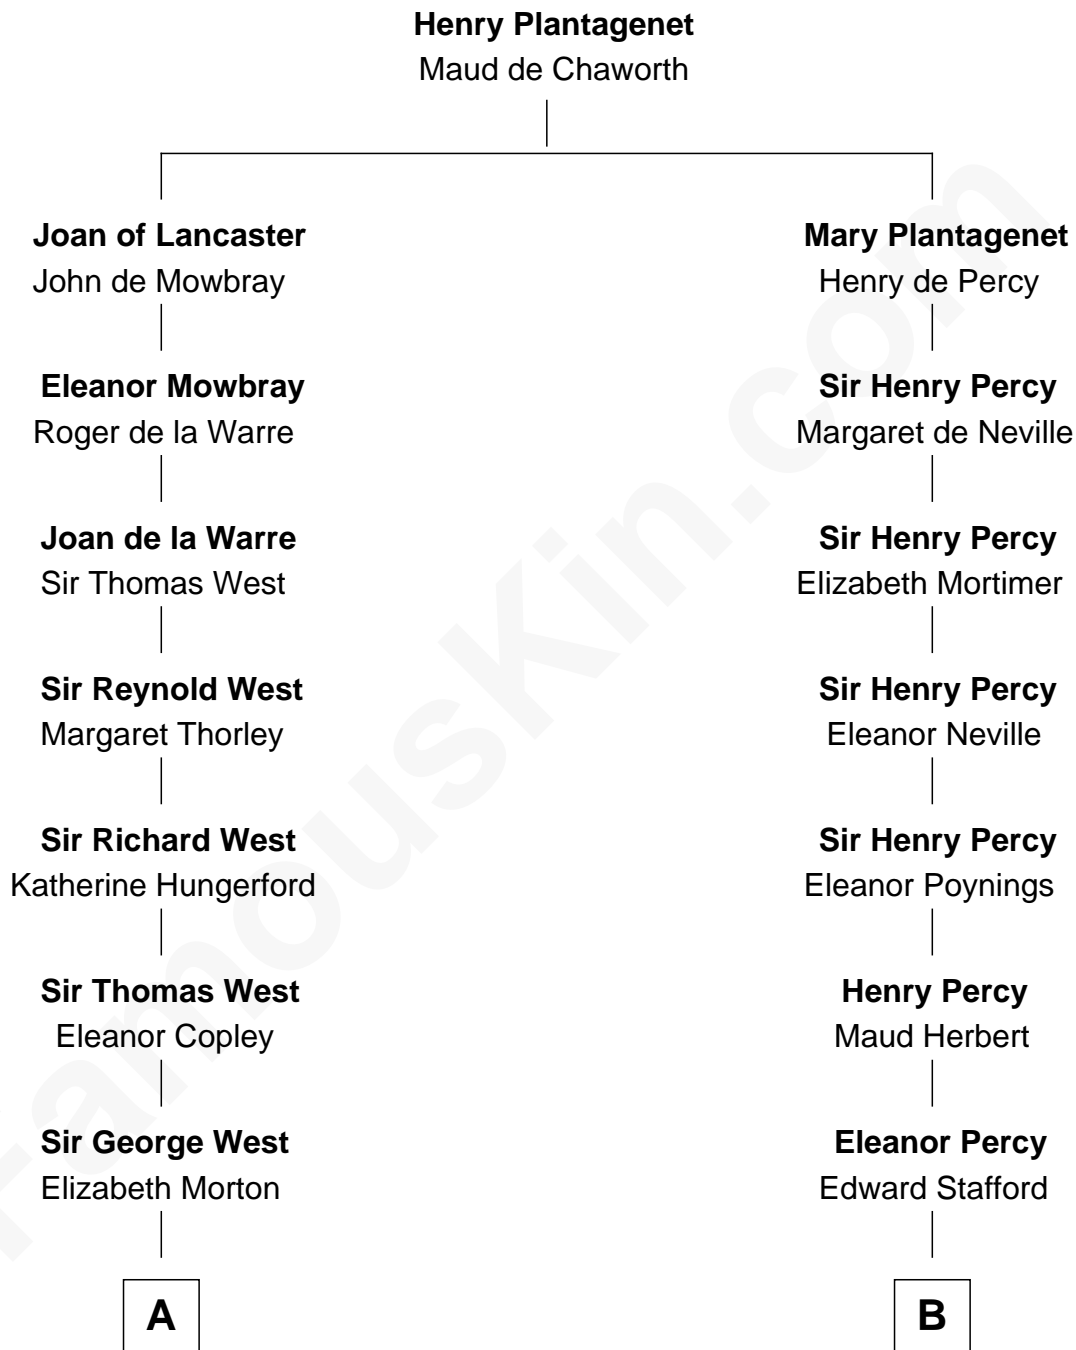 Henry Plantagenet
Maud de Chaworth
Joan of Lancaster
John de Mowbray
Mary Plantagenet
Henry de Percy
Eleanor Mowbray
Roger de la Warre
Sir Henry Percy
Margaret de Neville
Joan de la Warre
Sir Thomas West
Sir Henry Percy
Elizabeth Mortimer
Sir Reynold West
Margaret Thorley
Sir Henry Percy
Eleanor Neville
Sir Richard West
Katherine Hungerford
Sir Henry Percy
Eleanor Poynings
Sir Thomas West
Eleanor Copley
Henry Percy
Maud Herbert
Sir George West
Elizabeth Morton
Eleanor Percy
Edward Stafford
A
B
FamousKin.com